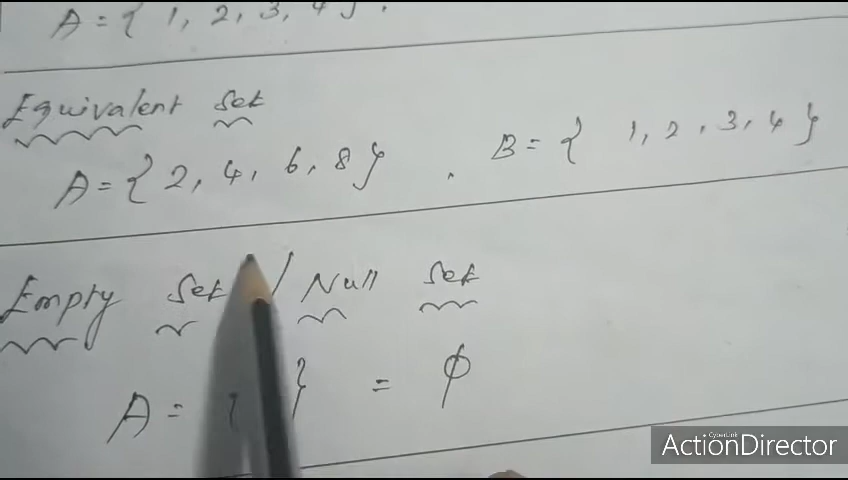 A = { 1, 2, 3, 4 } .
Equivalent Set
A = { 2, 4, 6, 8 } , B = { 1, 2, 3, 4 }
Empty Set / Null Set
A = { } = ϕ
CyberLink
ActionDirector